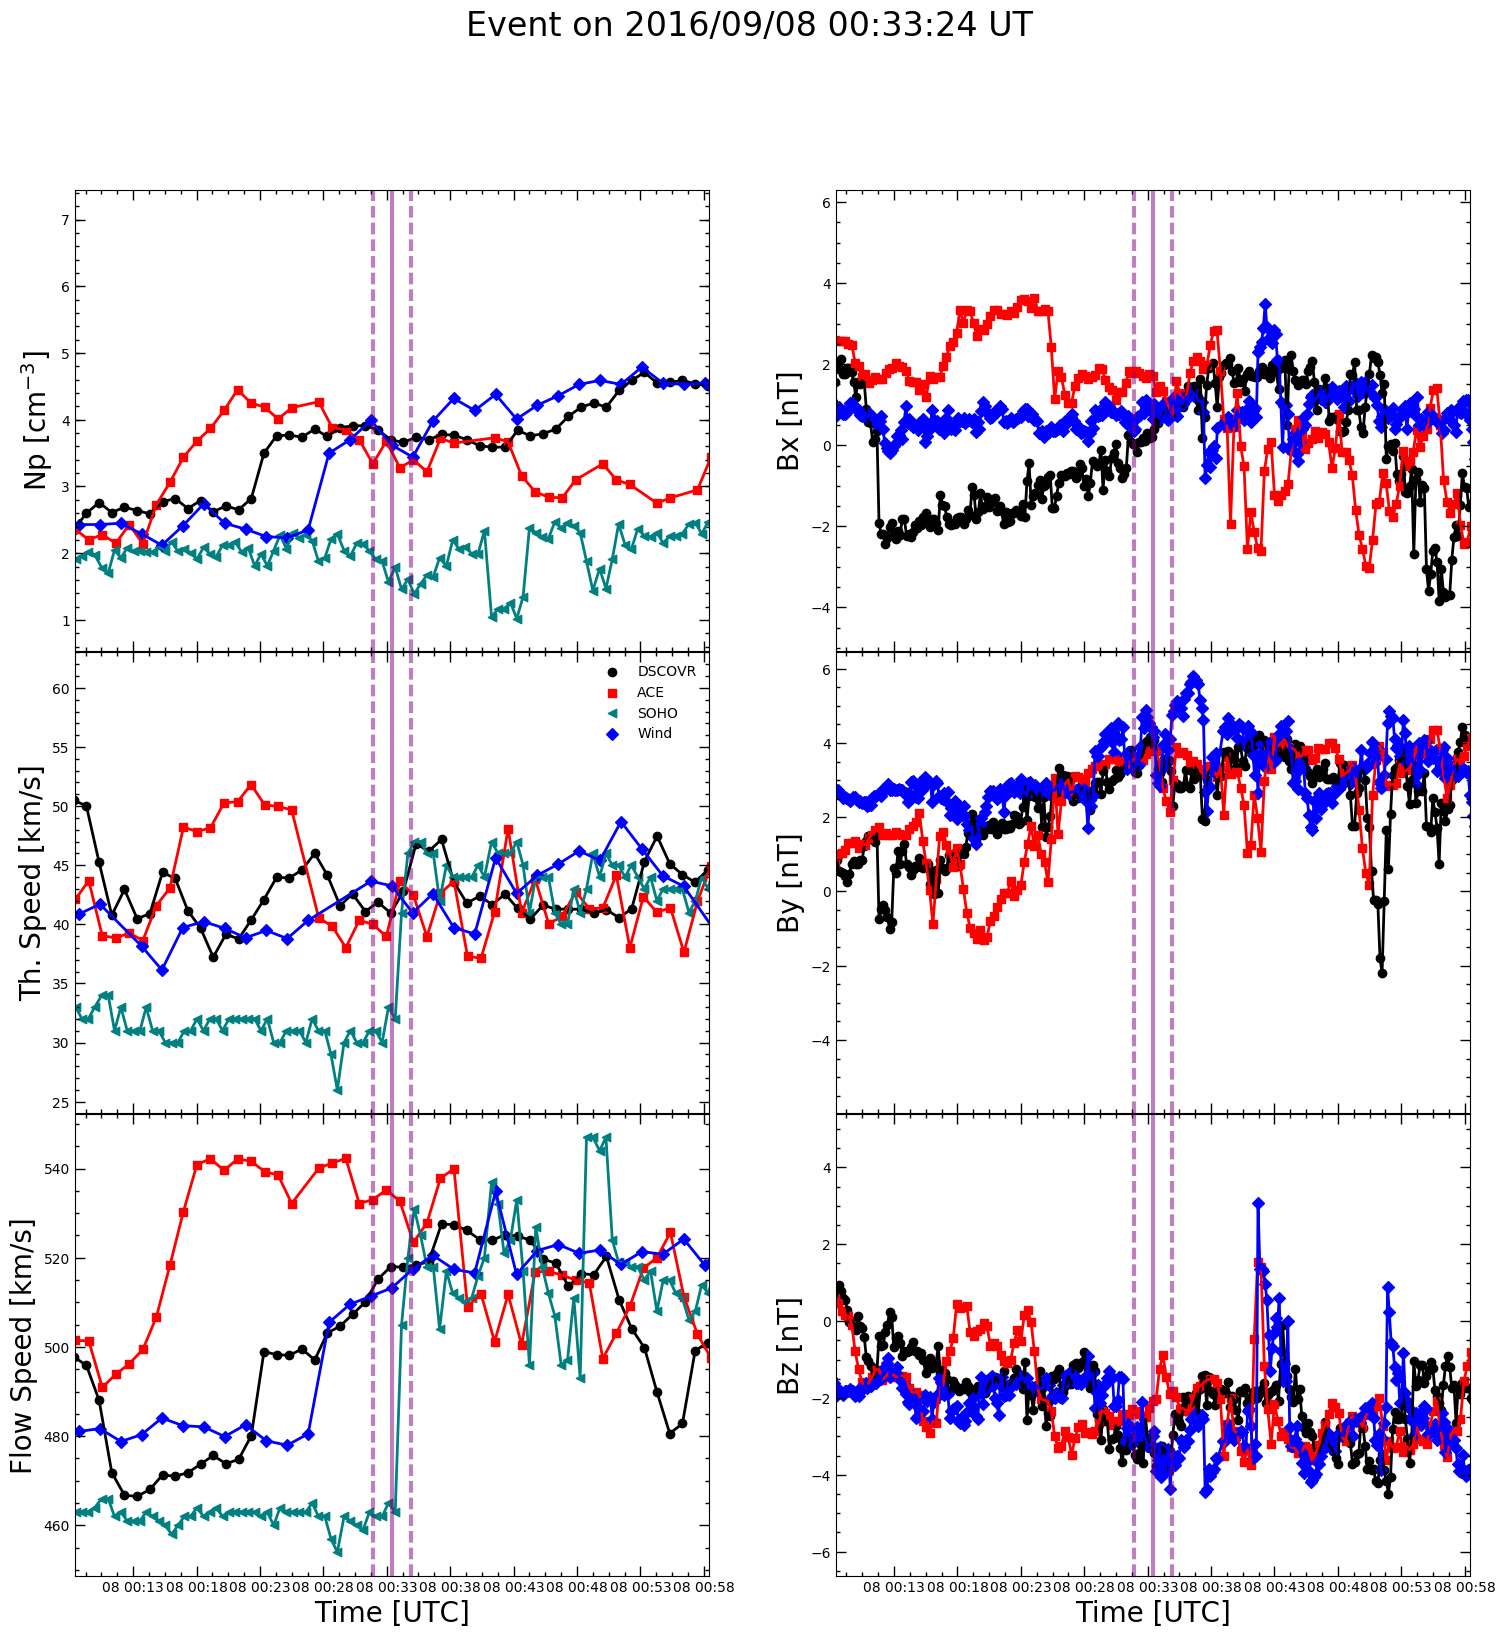 Event on 2016/09/08 00:33:24 UT
Np [cm⁻³]
7
6
5
4
3
2
1
Th. Speed [km/s]
60
55
50
45
40
35
30
25
DSCOVR
ACE
SOHO
Wind
Flow Speed [km/s]
540
520
500
480
460
08 00:13 08 00:18 08 00:23 08 00:28 08 00:33 08 00:38 08 00:43 08 00:48 08 00:53 08 00:58
Time [UTC]
Bx [nT]
6
4
2
0
−2
−4
By [nT]
6
4
2
0
−2
−4
Bz [nT]
4
2
0
−2
−4
−6
08 00:13 08 00:18 08 00:23 08 00:28 08 00:33 08 00:38 08 00:43 08 00:48 08 00:53 08 00:58
Time [UTC]